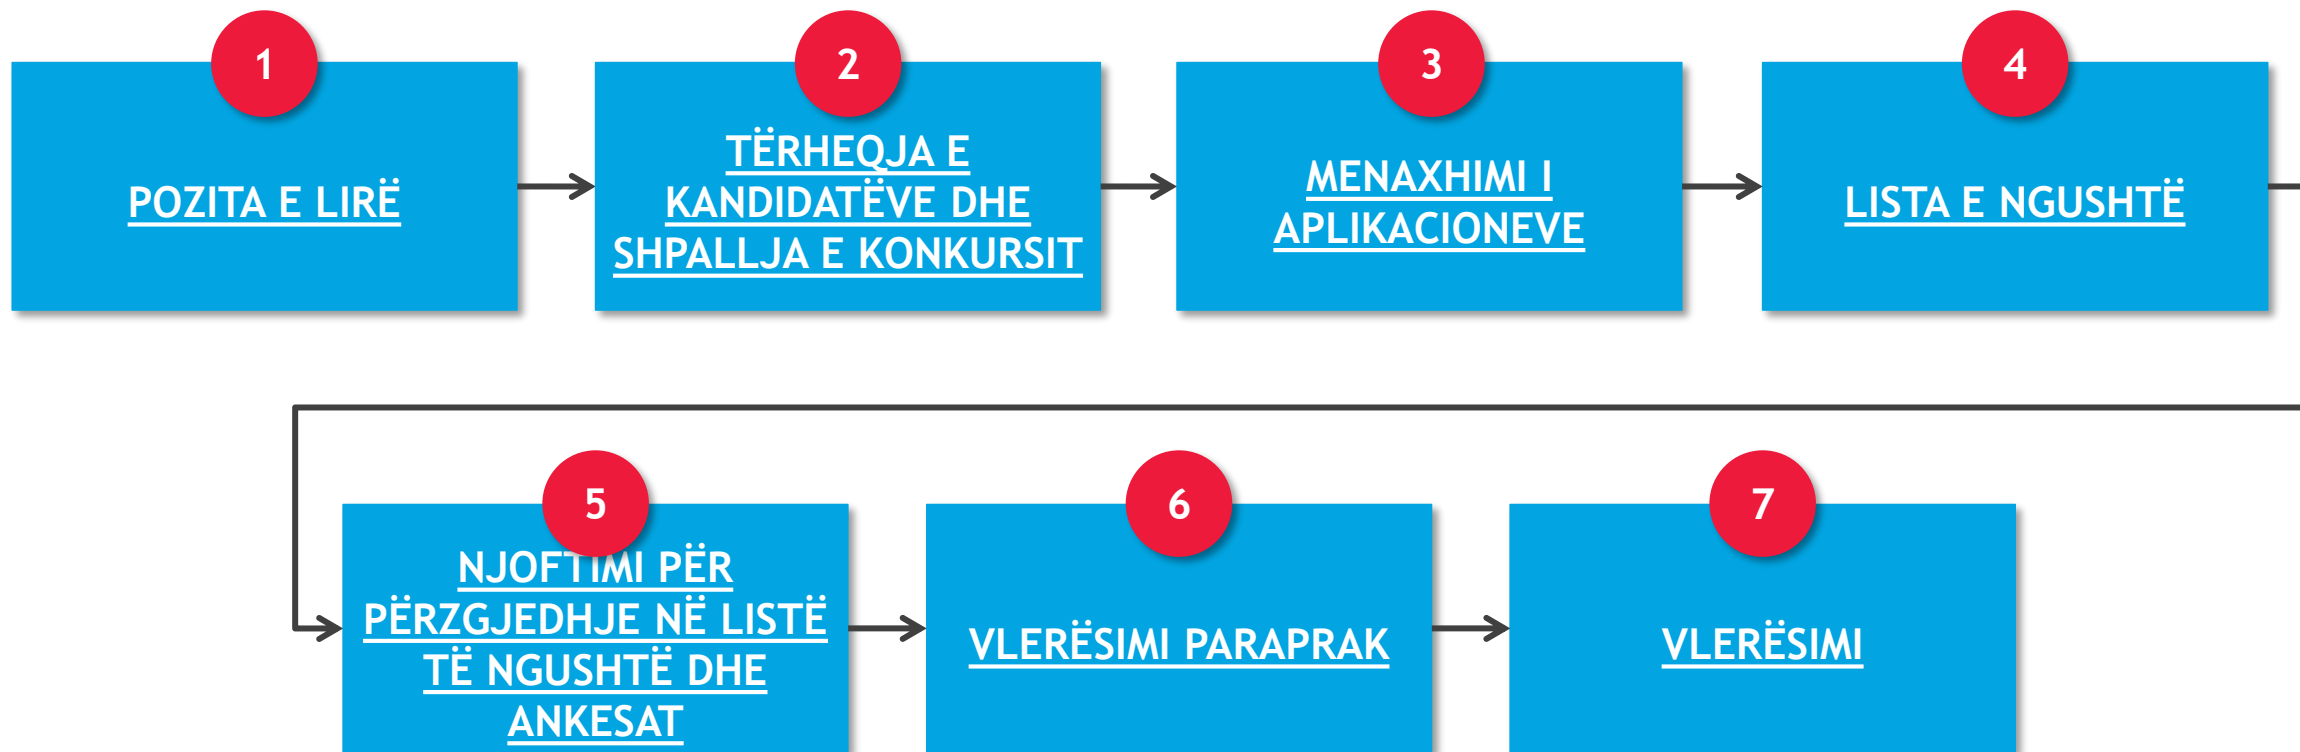 1
POZITA E LIRË
2
TËRHEQJA E
KANDIDATËVE DHE
SHPALLJA E KONKURSIT
3
MENAXHIMI I
APLIKACIONEVE
4
LISTA E NGUSHTË
5
NJOFTIMI PËR
PËRZGJEDHJE NË LISTË
TË NGUSHTË DHE
ANKESAT
6
VLERËSIMI PARAPRAK
7
VLERËSIMI